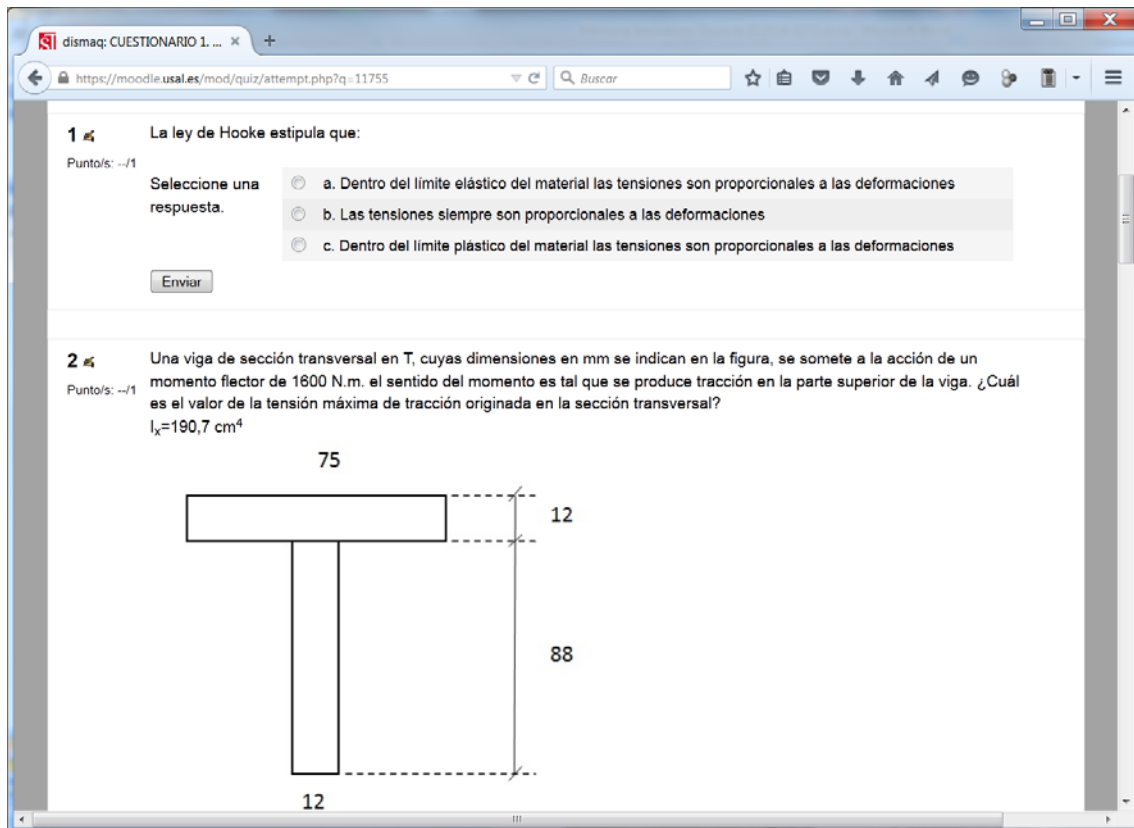 dismaq: CUESTIONARIO 1. ...
https://moodle.usal.es/mod/quiz/attempt.php?q=11755
Buscar
1
La ley de Hooke estipula que:
Punto/s: --/1
Seleccione una respuesta.
a. Dentro del límite elástico del material las tensiones son proporcionales a las deformaciones
b. Las tensiones siempre son proporcionales a las deformaciones
c. Dentro del límite plástico del material las tensiones son proporcionales a las deformaciones
Enviar
2
Punto/s: --/1
Una viga de sección transversal en T, cuyas dimensiones en mm se indican en la figura, se somete a la acción de un
momento flector de 1600 N.m. el sentido del momento es tal que se produce tracción en la parte superior de la viga. ¿Cuál
es el valor de la tensión máxima de tracción originada en la sección transversal?
Iₓ=190,7 cm⁴
75
12
88
12